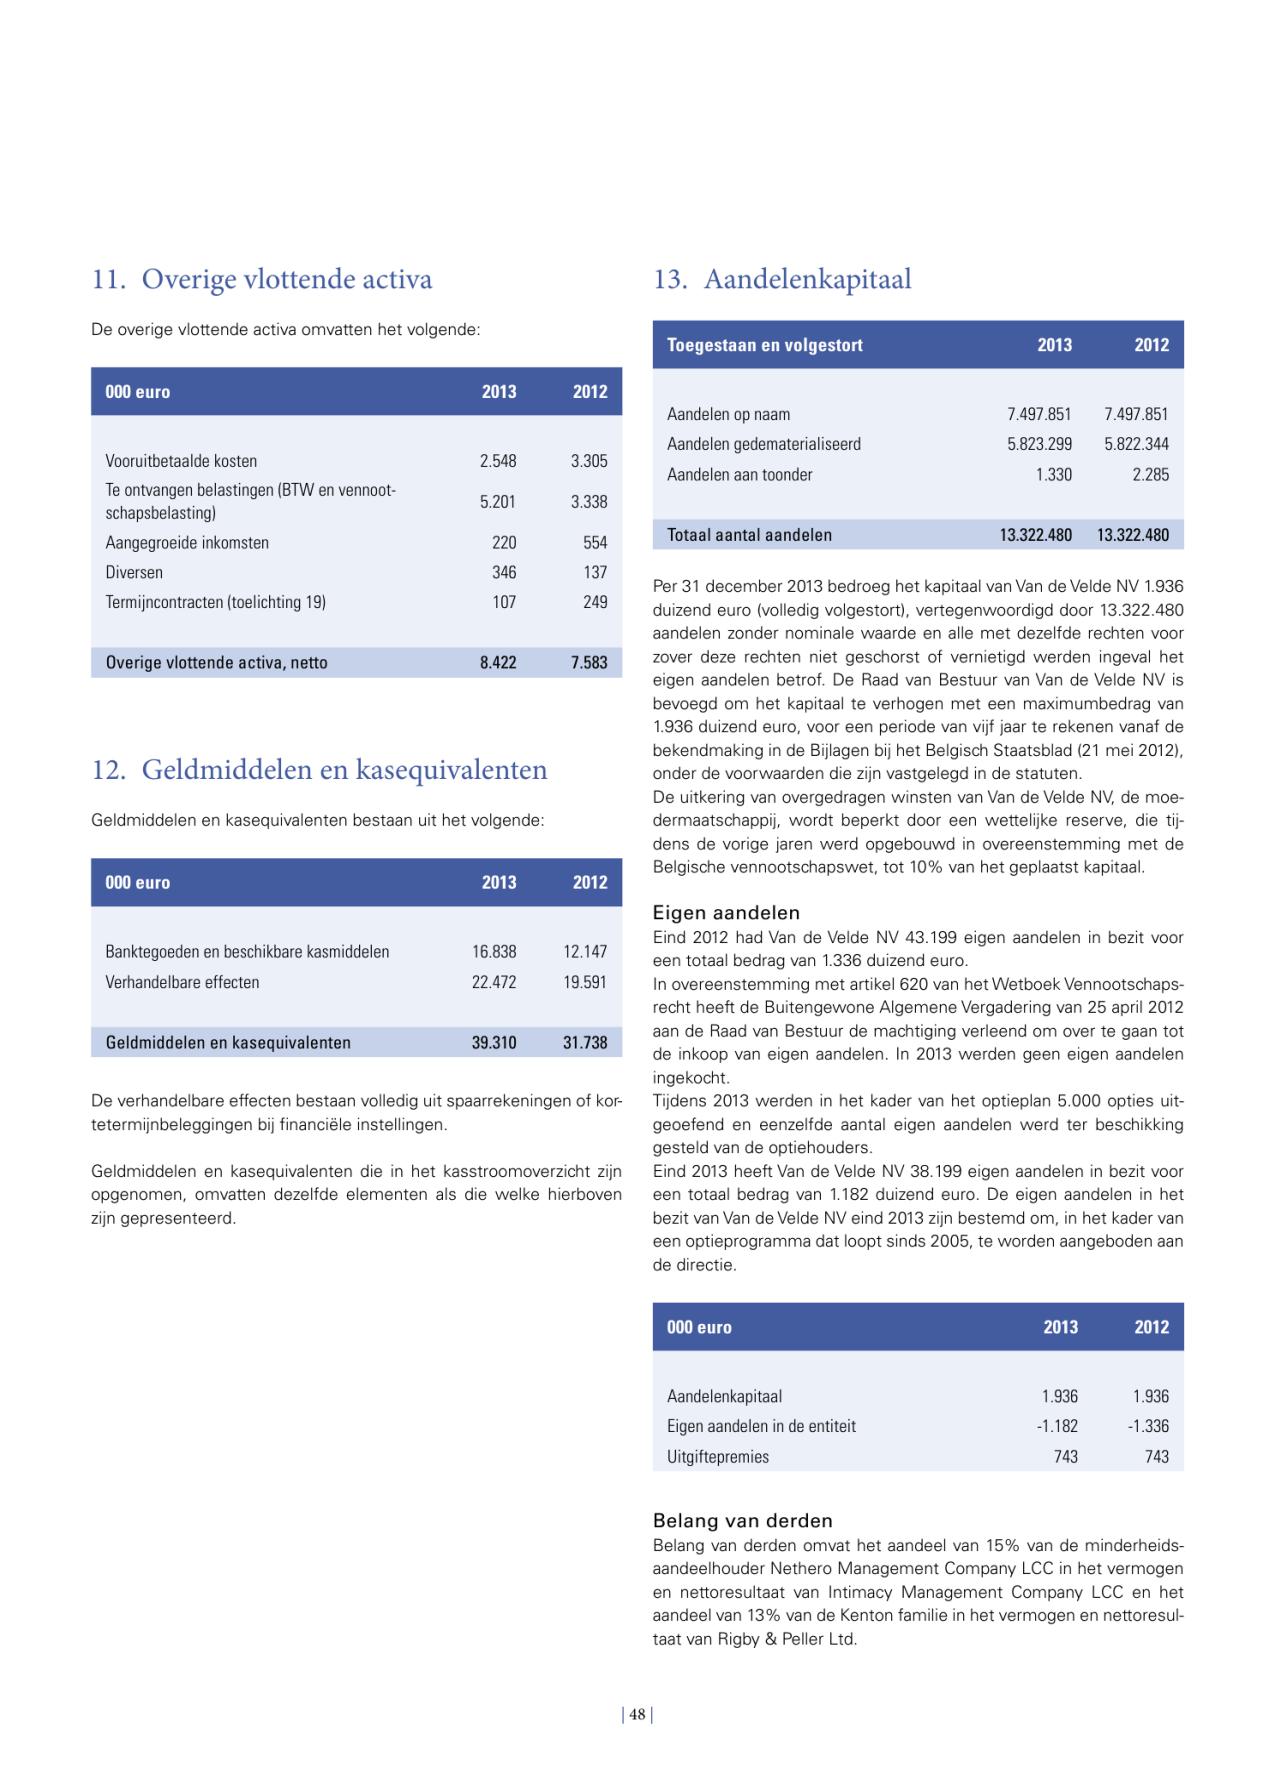 11. Overige vlottende activa
De overige vlottende activa omvatten het volgende:
000 euro 2013 2012
Vooruitbetaalde kosten 2.548 3.305
Te ontvangen belastingen (BTW en vennoot-
schapsbelasting) 5.201 3.338
Aangegroeide inkomsten 220 554
Diversen 346 137
Termijncontracten (toelichting 19) 107 249
Overige vlottende activa, netto 8.422 7.583
12. Geldmiddelen en kasequivalenten
Geldmiddelen en kasequivalenten bestaan uit het volgende:
000 euro 2013 2012
Banktegoeden en beschikbare kasmiddelen 16.838 12.147
Verhandelbare effecten 22.472 19.591
Geldmiddelen en kasequivalenten 39.310 31.738
De verhandelbare effecten bestaan volledig uit spaarrekeningen of kor-
tetermijnbeleggingen bij financiële instellingen.
Geldmiddelen en kasequivalenten die in het kasstroomoverzicht zijn
opgenomen, omvatten dezelfde elementen als die welke hierboven
zijn gepresenteerd.
13. Aandelenkapitaal
Toegestaan en volgestort 2013 2012
Aandelen op naam 7.497.851 7.497.851
Aandelen gedematerialiseerd 5.823.299 5.822.344
Aandelen aan toonder 1.330 2.285
Totaal aantal aandelen 13.322.480 13.322.480
Per 31 december 2013 bedroeg het kapitaal van Van de Velde NV 1.936
duizend euro (volledig volgestort), vertegenwoordigd door 13.322.480
aandelen zonder nominale waarde en alle met dezelfde rechten voor
zover deze rechten niet geschorst of vernietigd werden ingeval het
eigen aandelen betrof. De Raad van Bestuur van Van de Velde NV is
bevoegd om het kapitaal te verhogen met een maximumbedrag van
1.936 duizend euro, voor een periode van vijf jaar te rekenen vanaf de
bekendmaking in de Bijlagen bij het Belgisch Staatsblad (21 mei 2012),
onder de voorwaarden die zijn vastgelegd in de statuten.
De uitkering van overgedragen winsten van Van de Velde NV, de moe-
dermaatschappij, wordt beperkt door een wettelijke reserve, die tij-
dens de vorige jaren werd opgebouwd in overeenstemming met de
Belgische vennootschapswet, tot 10% van het geplaatst kapitaal.
Eigen aandelen
Eind 2012 had Van de Velde NV 43.199 eigen aandelen in bezit voor
een totaal bedrag van 1.336 duizend euro.
In overeenstemming met artikel 620 van het Wetboek Vennootschaps-
recht heeft de Buitengewone Algemene Vergadering van 25 april 2012
aan de Raad van Bestuur de machtiging verleend om over te gaan tot
de inkoop van eigen aandelen. In 2013 werden geen eigen aandelen
ingekocht.
Tijdens 2013 werden in het kader van het optieplan 5.000 opties uit-
geoefend en eenzelfde aantal eigen aandelen werd ter beschikking
gesteld van de optiehouders.
Eind 2013 heeft Van de Velde NV 38.199 eigen aandelen in bezit voor
een totaal bedrag van 1.182 duizend euro. De eigen aandelen in het
bezit van Van de Velde NV eind 2013 zijn bestemd om, in het kader van
een optieprogramma dat loopt sinds 2005, te worden aangeboden aan
de directie.
000 euro 2013 2012
Aandelenkapitaal 1.936 1.936
Eigen aandelen in de entiteit -1.182 -1.336
Uitgiftepremies 743 743
Belang van derden
Belang van derden omvat het aandeel van 15% van de minderheids-
aandeelhouder Nethero Management Company LCC in het vermogen
en nettoresultaat van Intimacy Management Company LCC en het
aandeel van 13% van de Kenton familie in het vermogen en nettoresul-
taat van Rigby & Peller Ltd.
| 48 |